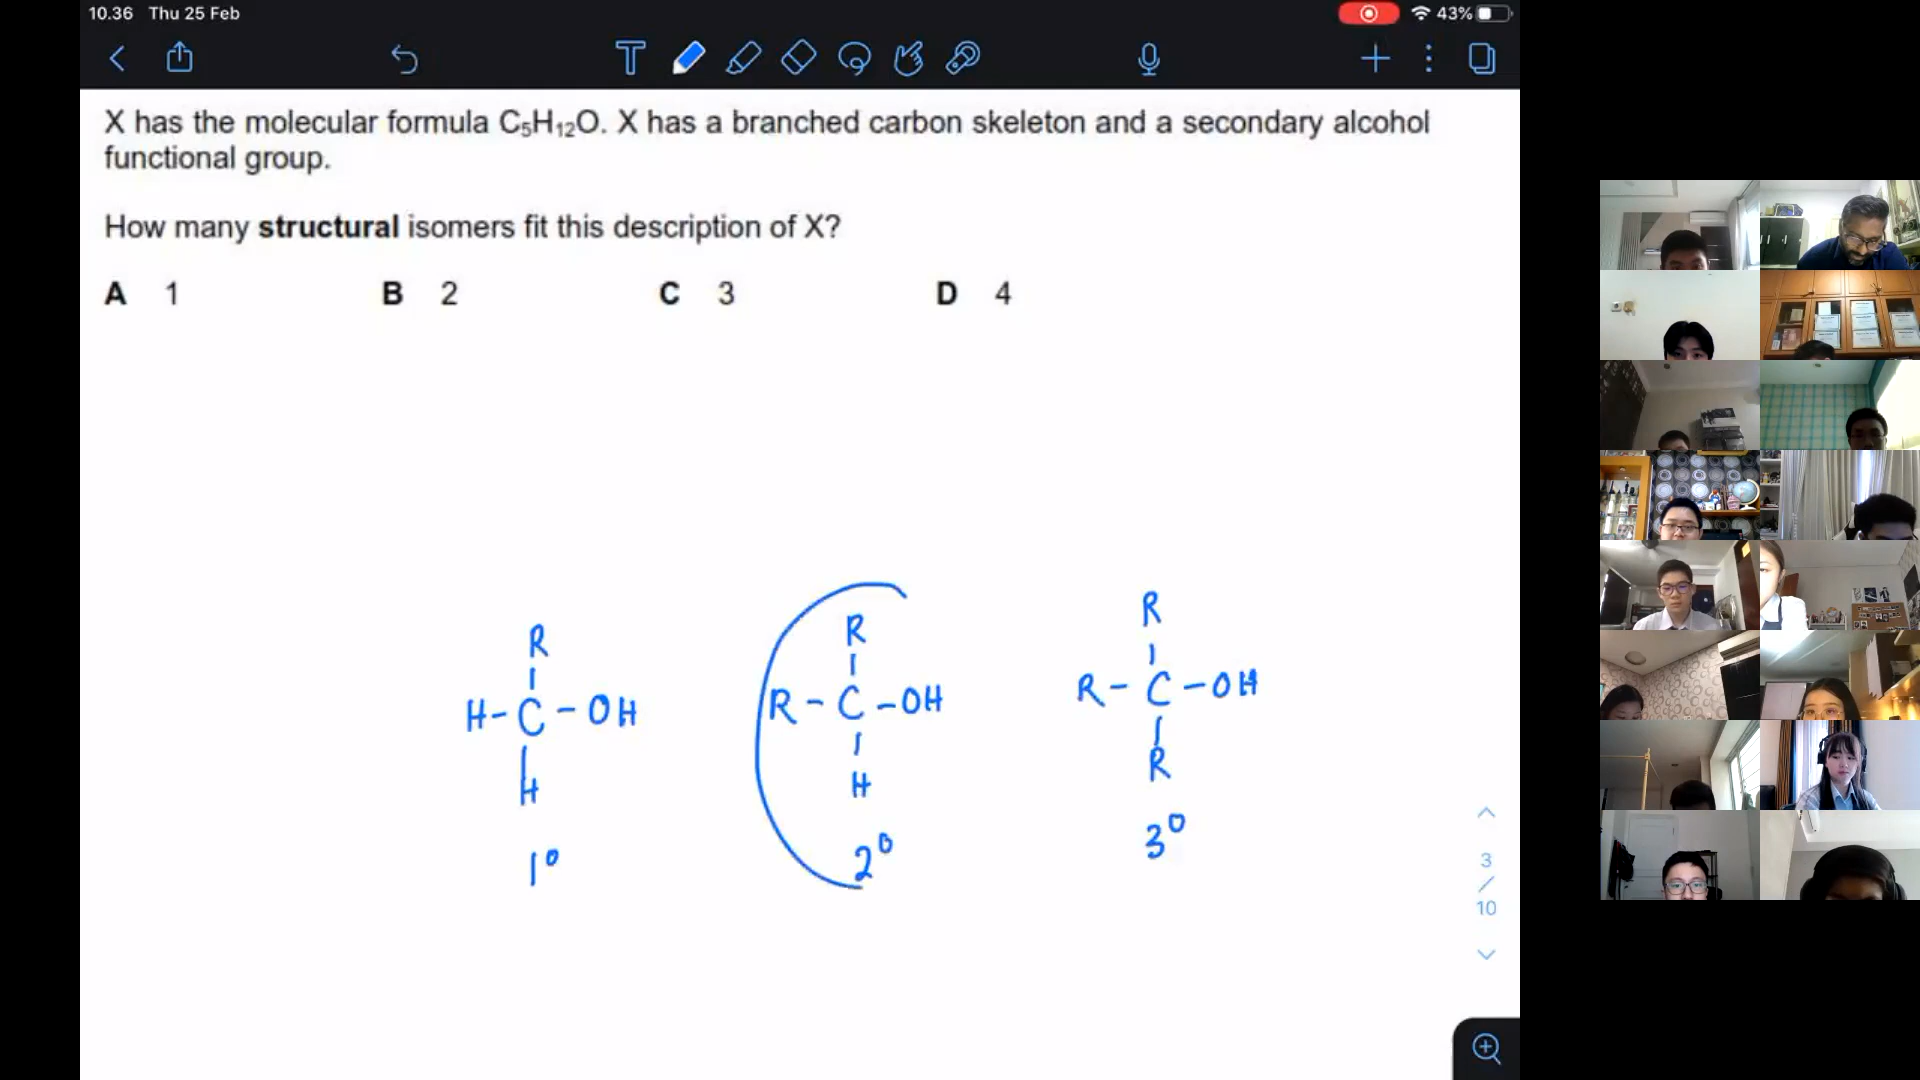 10.36 Thu 25 Feb
43%
T
X has the molecular formula C₅H₁₂O. X has a branched carbon skeleton and a secondary alcohol
functional group.
How many structural isomers fit this description of X?
A 1 B 2 C 3 D 4
R
H-C-OH
H
1°
R
R-C-OH
H
2°
R
R-C-OH
R
3°
3
/
10